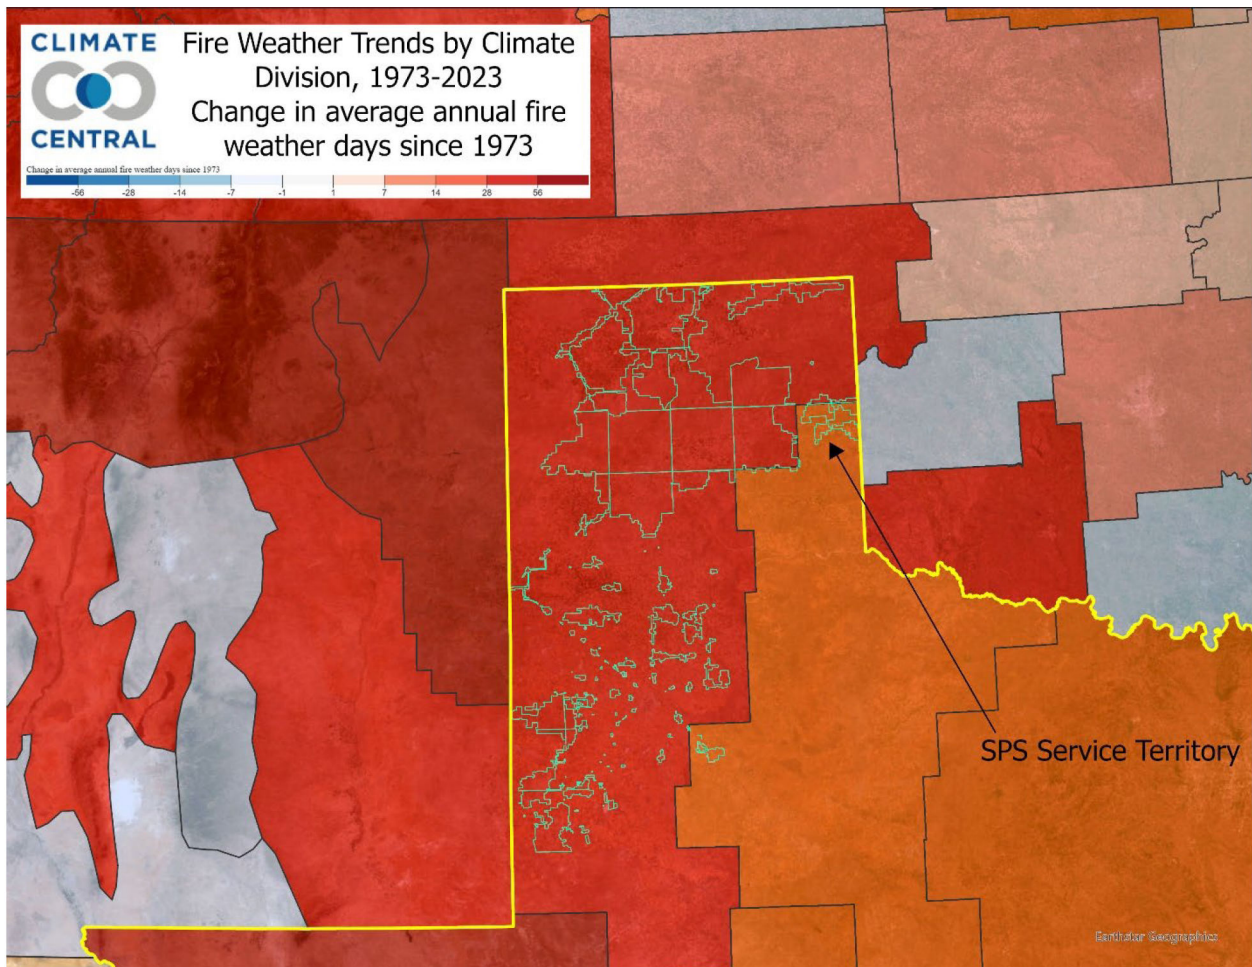 CLIMATE
CENTRAL
Fire Weather Trends by Climate
Division, 1973-2023
Change in average annual fire
weather days since 1973
Change in average annual fire weather days since 1973
-56 -28 -14 -7 -1 1 7 14 28 56
SPS Service Territory
Earthstar Geographics